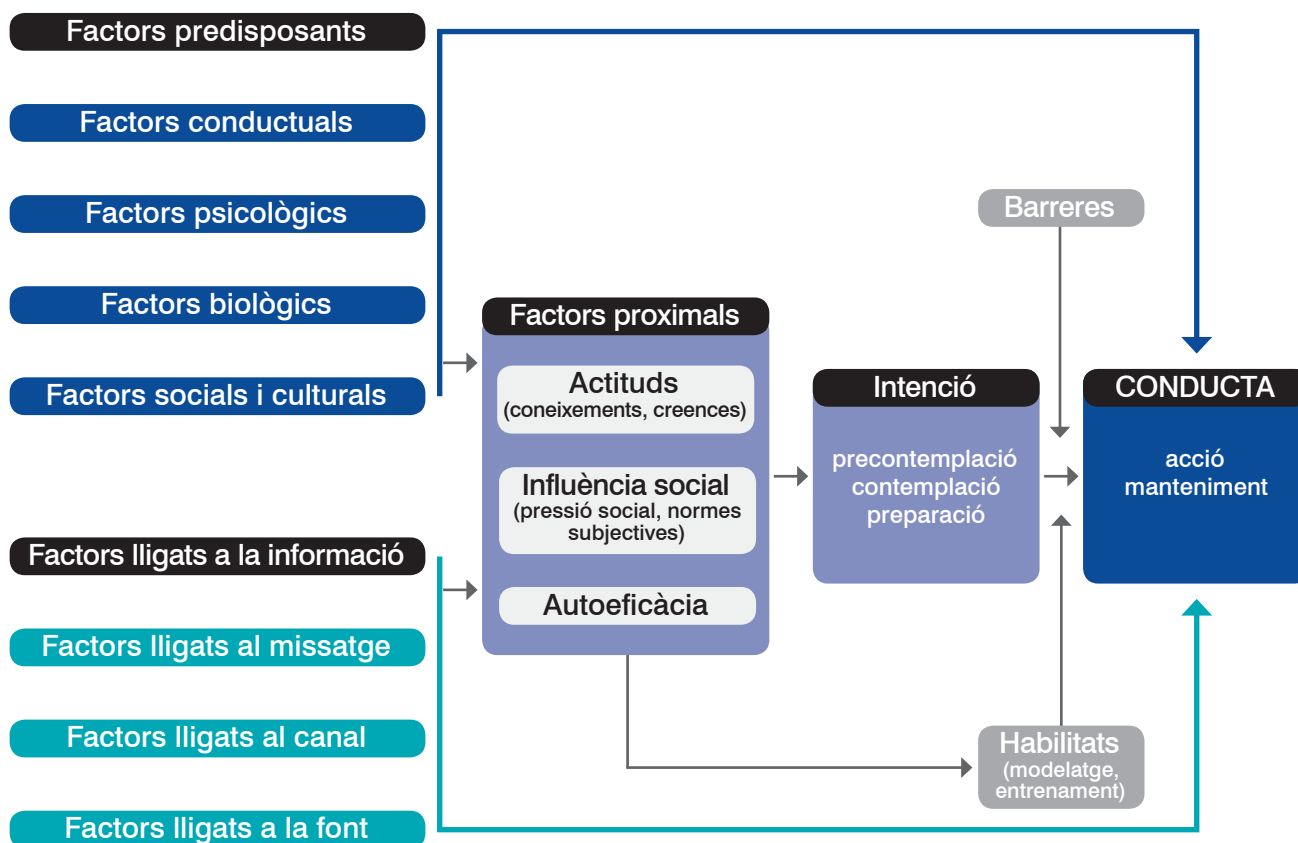 Factors predisposants
Factors conductuals
Factors psicològics
Factors biològics
Factors socials i culturals
Factors lligats a la informació
Factors lligats al missatge
Factors lligats al canal
Factors lligats a la font
Factors proximals
Actituds
(coneixements, creences)
Influència social
(pressió social, normes
subjectives)
Autoeficàcia
Intenció
precontemplació
contemplació
preparació
Barreres
Habilitats
(modelatge,
entrenament)
CONDUCTA
acció
manteniment